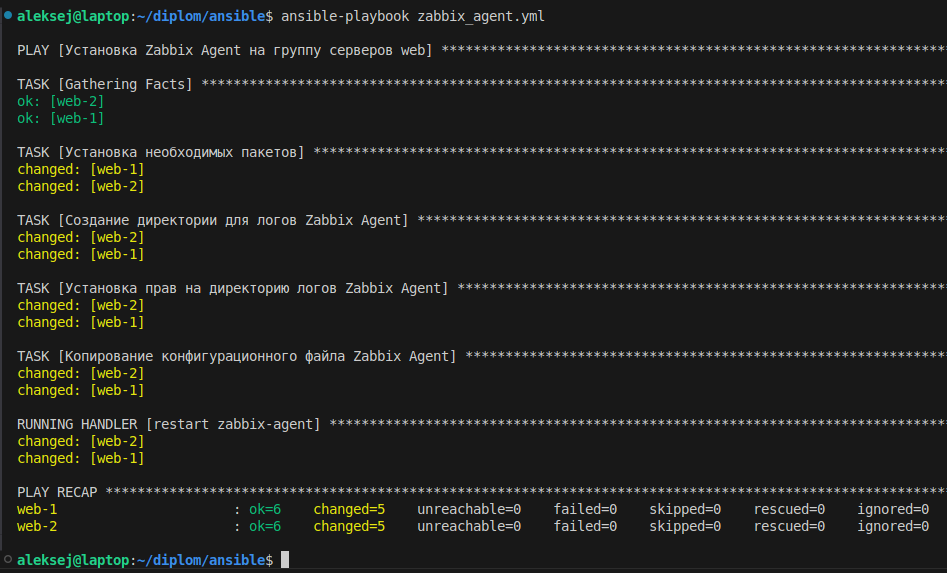 aleksej@laptop:~/diplom/ansible$ ansible-playbook zabbix_agent.yml
PLAY [Установка Zabbix Agent на группу серверов web] ***************************************************************
TASK [Gathering Facts] *********************************************************************************************
ok: [web-2]
ok: [web-1]
TASK [Установка необходимых пакетов] *******************************************************************************
changed: [web-1]
changed: [web-2]
TASK [Создание директории для логов Zabbix Agent] ******************************************************************
changed: [web-2]
changed: [web-1]
TASK [Установка прав на директорию логов Zabbix Agent] *************************************************************
changed: [web-2]
changed: [web-1]
TASK [Копирование конфигурационного файла Zabbix Agent] ************************************************************
changed: [web-2]
changed: [web-1]
RUNNING HANDLER [restart zabbix-agent] *****************************************************************************
changed: [web-2]
changed: [web-1]
PLAY RECAP *********************************************************************************************************
web-1                      : ok=6    changed=5    unreachable=0    failed=0    skipped=0    rescued=0    ignored=0
web-2                      : ok=6    changed=5    unreachable=0    failed=0    skipped=0    rescued=0    ignored=0
aleksej@laptop:~/diplom/ansible$